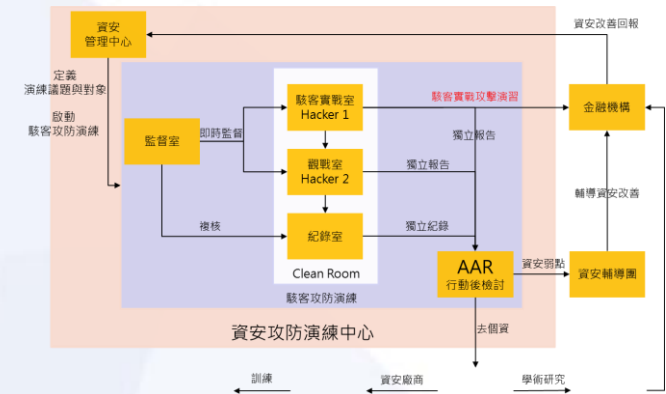 資安
管理中心
資安改善回報
定義
演練議題與對象
啟動
駭客攻防演練
駭客實戰室
Hacker 1
駭客實戰攻擊演習
金融機構
監督室
即時監督
獨立報告
觀戰室
Hacker 2
獨立報告
輔導資安改善
複核
紀錄室
獨立紀錄
Clean Room
AAR
行動後檢討
資安弱點
資安輔導團
駭客攻防演練
資安攻防演練中心
去個資
訓練
資安廠商
學術研究